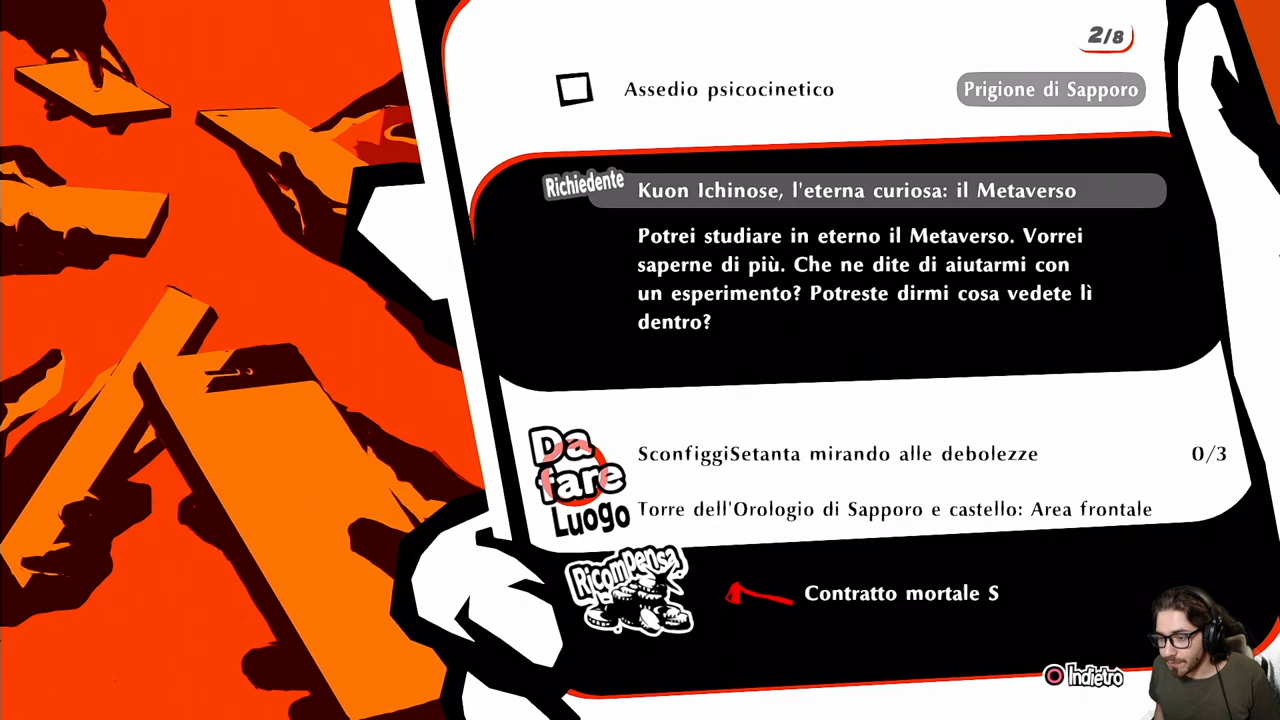 2/8
Assedio psicocinetico
Prigione di Sapporo
Richiedente
Kuon Ichinose, l'eterna curiosa: il Metaverso
Potrei studiare in eterno il Metaverso. Vorrei
saperne di più. Che ne dite di aiutarmi con
un esperimento? Potreste dirmi cosa vedete lì
dentro?
Da
fare
SconfiggiSetanta mirando alle debolezze
0/3
Luogo
Torre dell'Orologio di Sapporo e castello: Area frontale
Ricompensa
Contratto mortale S
Indietro